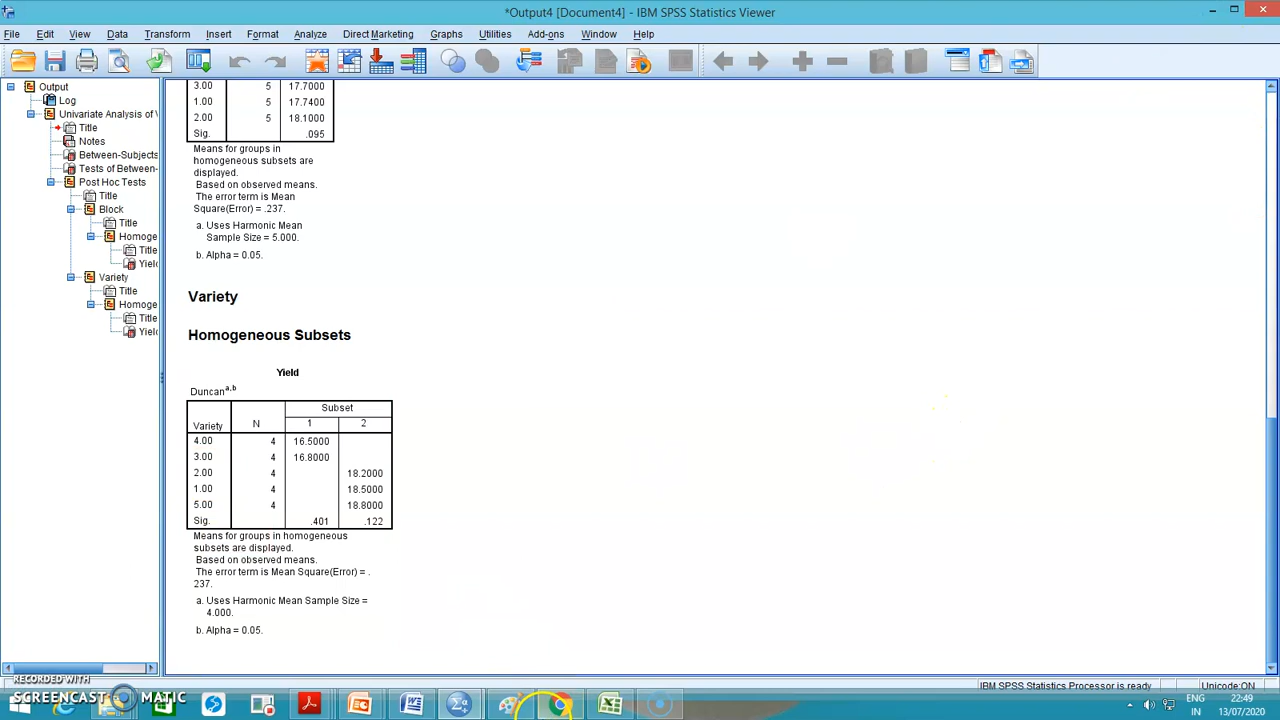 *Output4 [Document4] - IBM SPSS Statistics Viewer
File Edit View Data Transform Insert Format Analyze Direct Marketing Graphs Utilities Add-ons Window Help
Output
Log
Univariate Analysis of V
Title
Notes
Between-Subjects
Tests of Between-
Post Hoc Tests
Title
Block
Title
Homoge
Title
Yield
Variety
Title
Homoge
Title
Yield
3.00 5 17.7000
1.00 5 17.7400
2.00 5 18.1000
Sig. .095
Means for groups in
homogeneous subsets are
displayed.
Based on observed means.
The error term is Mean
Square(Error) = .237.
a. Uses Harmonic Mean
Sample Size = 5.000.
b. Alpha = 0.05.
Variety
Homogeneous Subsets
Yield
Duncan a,b
Subset
Variety N 1 2
4.00 4 16.5000
3.00 4 16.8000
2.00 4 18.2000
1.00 4 18.5000
5.00 4 18.8000
Sig. .401 .122
Means for groups in homogeneous
subsets are displayed.
Based on observed means.
The error term is Mean Square(Error) = .
237.
a. Uses Harmonic Mean Sample Size =
4.000.
b. Alpha = 0.05.
IBM SPSS Statistics Processor is ready
Unicode:ON
RECORDED WITH
SCREENCAST MATIC
ENG
IN
22:49
13/07/2020